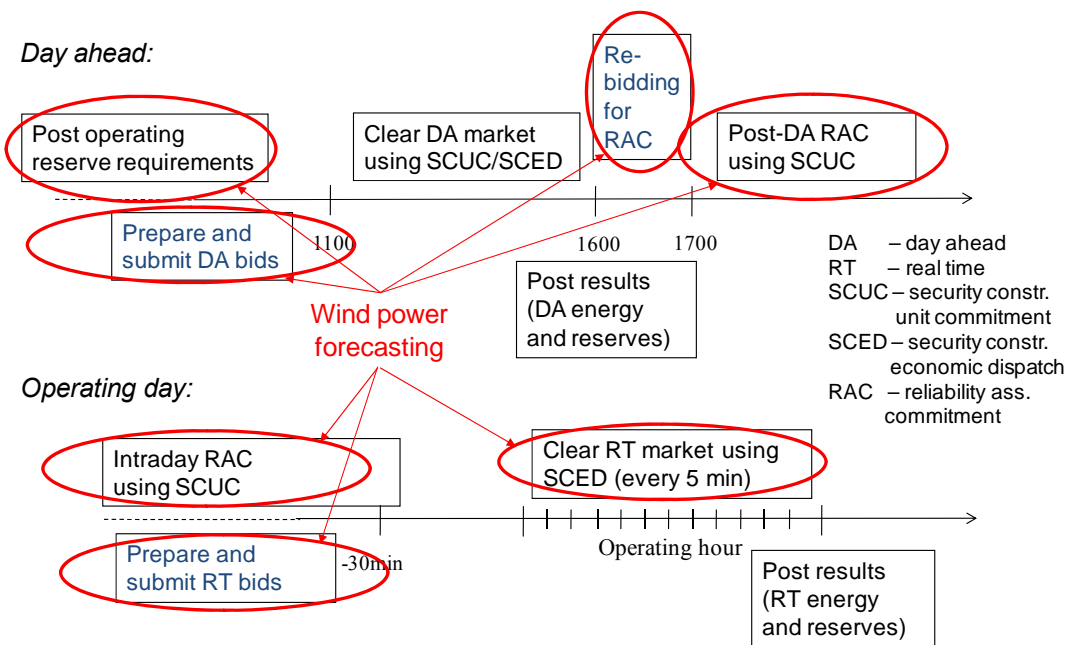 Day ahead:
Re-
bidding
for
RAC
Post operating
reserve requirements
Clear DA market
using SCUC/SCED
Post-DA RAC
using SCUC
Prepare and
submit DA bids
1100
1600
1700
Post results
(DA energy
and reserves)
Wind power
forecasting
DA – day ahead
RT – real time
SCUC – security constr.
unit commitment
SCED – security constr.
economic dispatch
RAC – reliability ass.
commitment
Operating day:
Intraday RAC
using SCUC
Clear RT market using
SCED (every 5 min)
Prepare and
submit RT bids
-30min
Operating hour
Post results
(RT energy
and reserves)